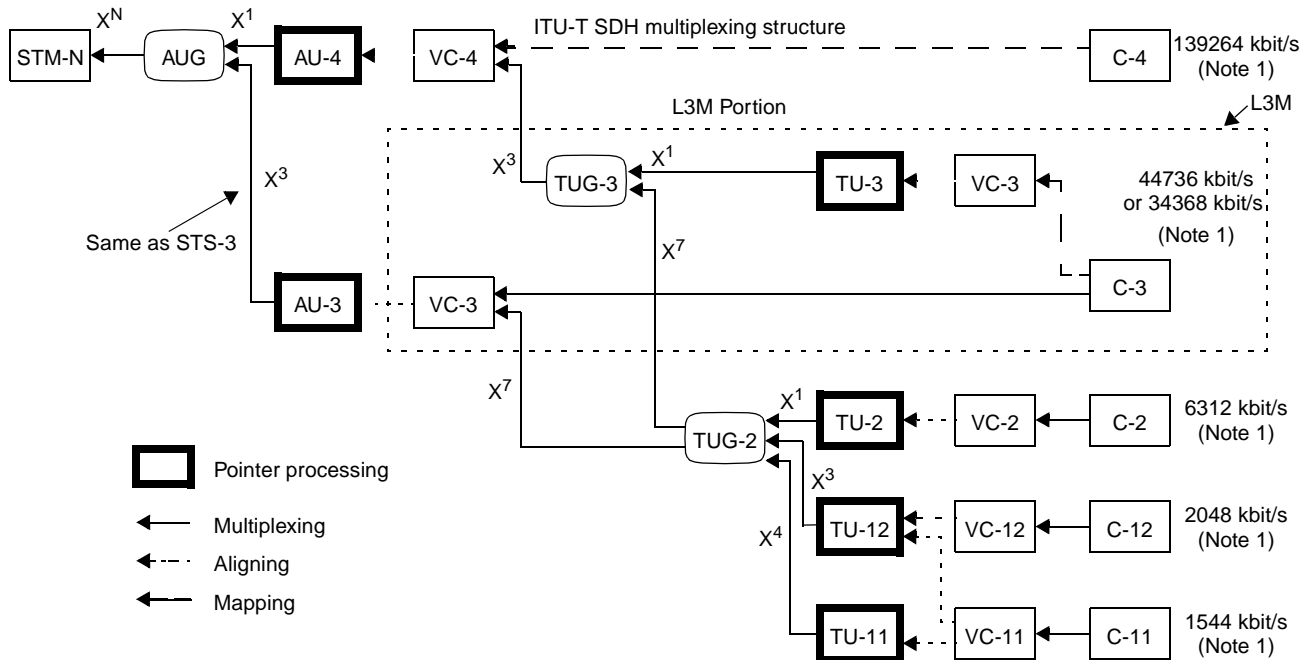 X^N
X^1
ITU-T SDH multiplexing structure
STM-N
AUG
AU-4
VC-4
C-4
139264 kbit/s
(Note 1)
L3M Portion
L3M
X^3
X^3
X^1
TUG-3
TU-3
VC-3
44736 kbit/s
or 34368 kbit/s
(Note 1)
Same as STS-3
X^7
AU-3
VC-3
C-3
X^7
X^1
TUG-2
TU-2
VC-2
C-2
6312 kbit/s
(Note 1)
Pointer processing
X^3
Multiplexing
X^4
TU-12
VC-12
C-12
2048 kbit/s
(Note 1)
Aligning
Mapping
TU-11
VC-11
C-11
1544 kbit/s
(Note 1)